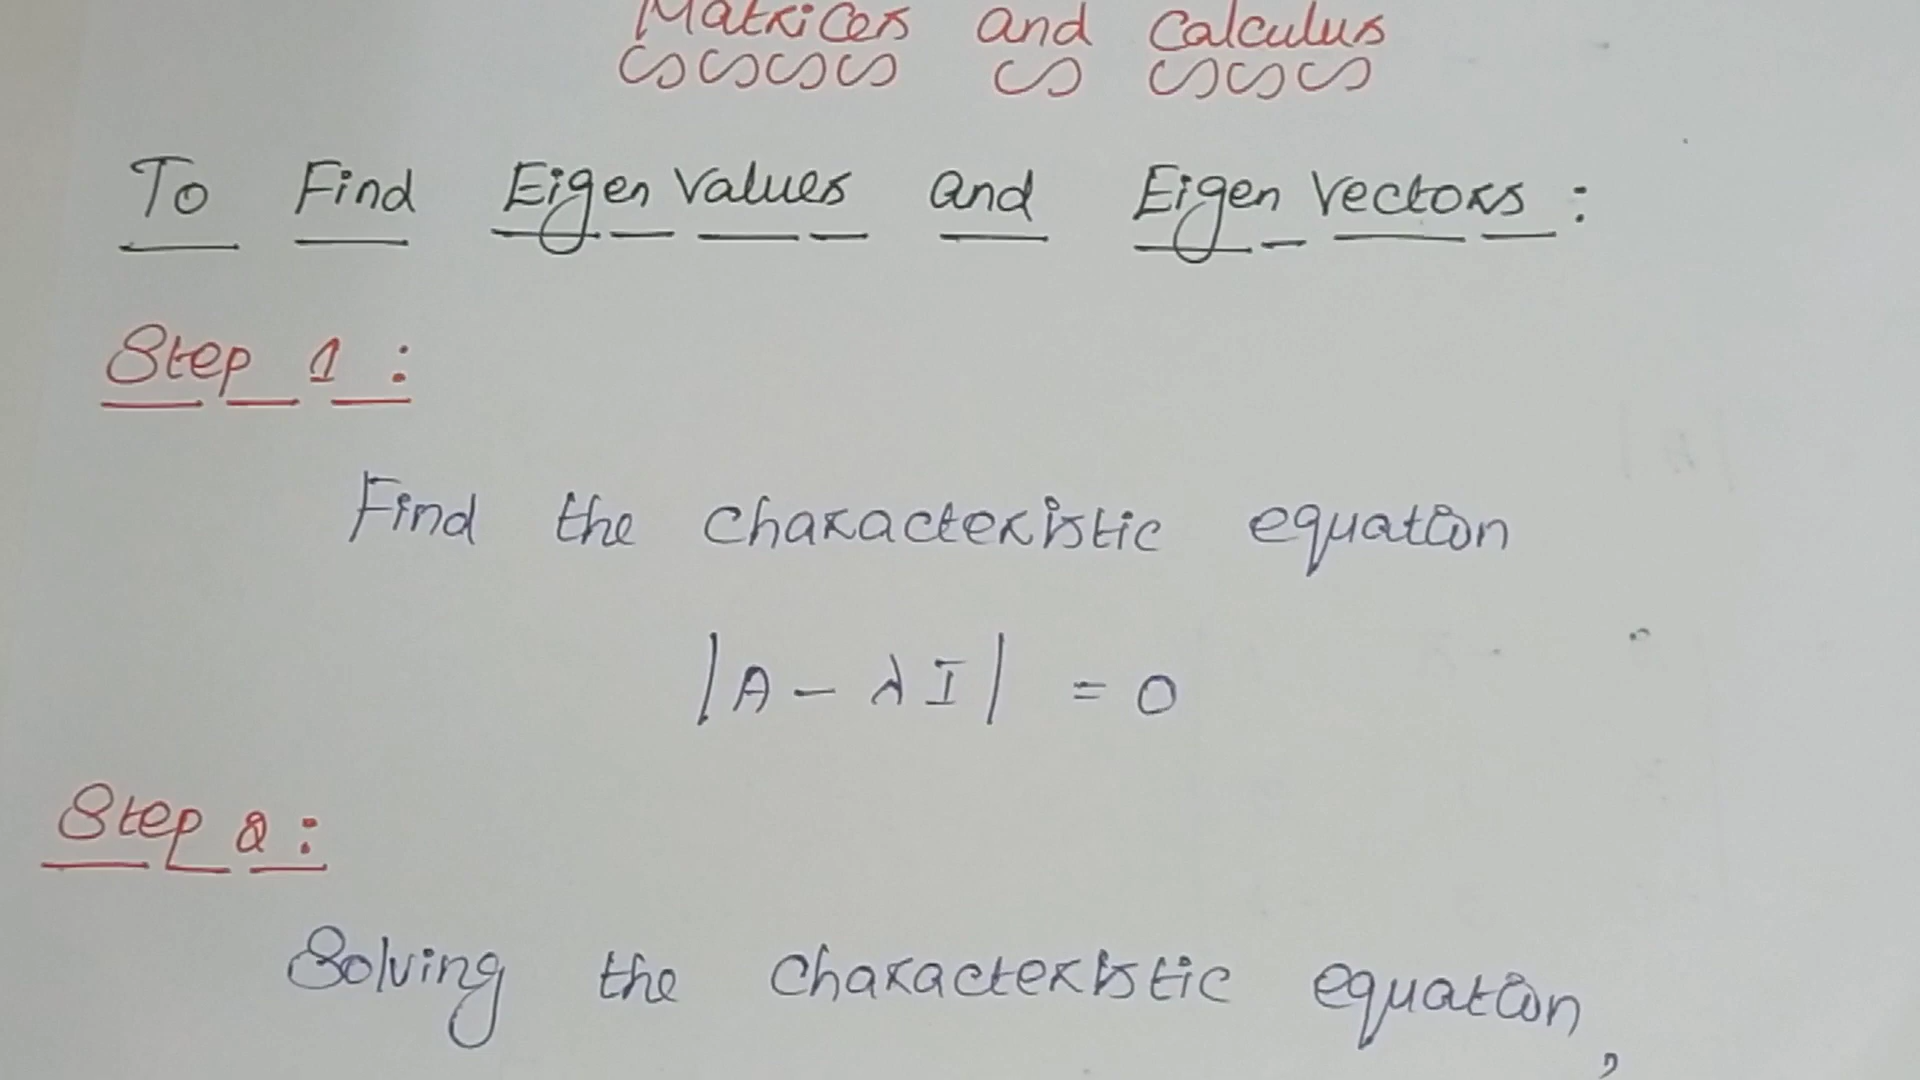 Matrices and Calculus
To Find Eigen Values and Eigen Vectors :
Step 1 :
Find the characteristic equation
|A - λI| = 0
Step 2 :
Solving the characteristic equation,